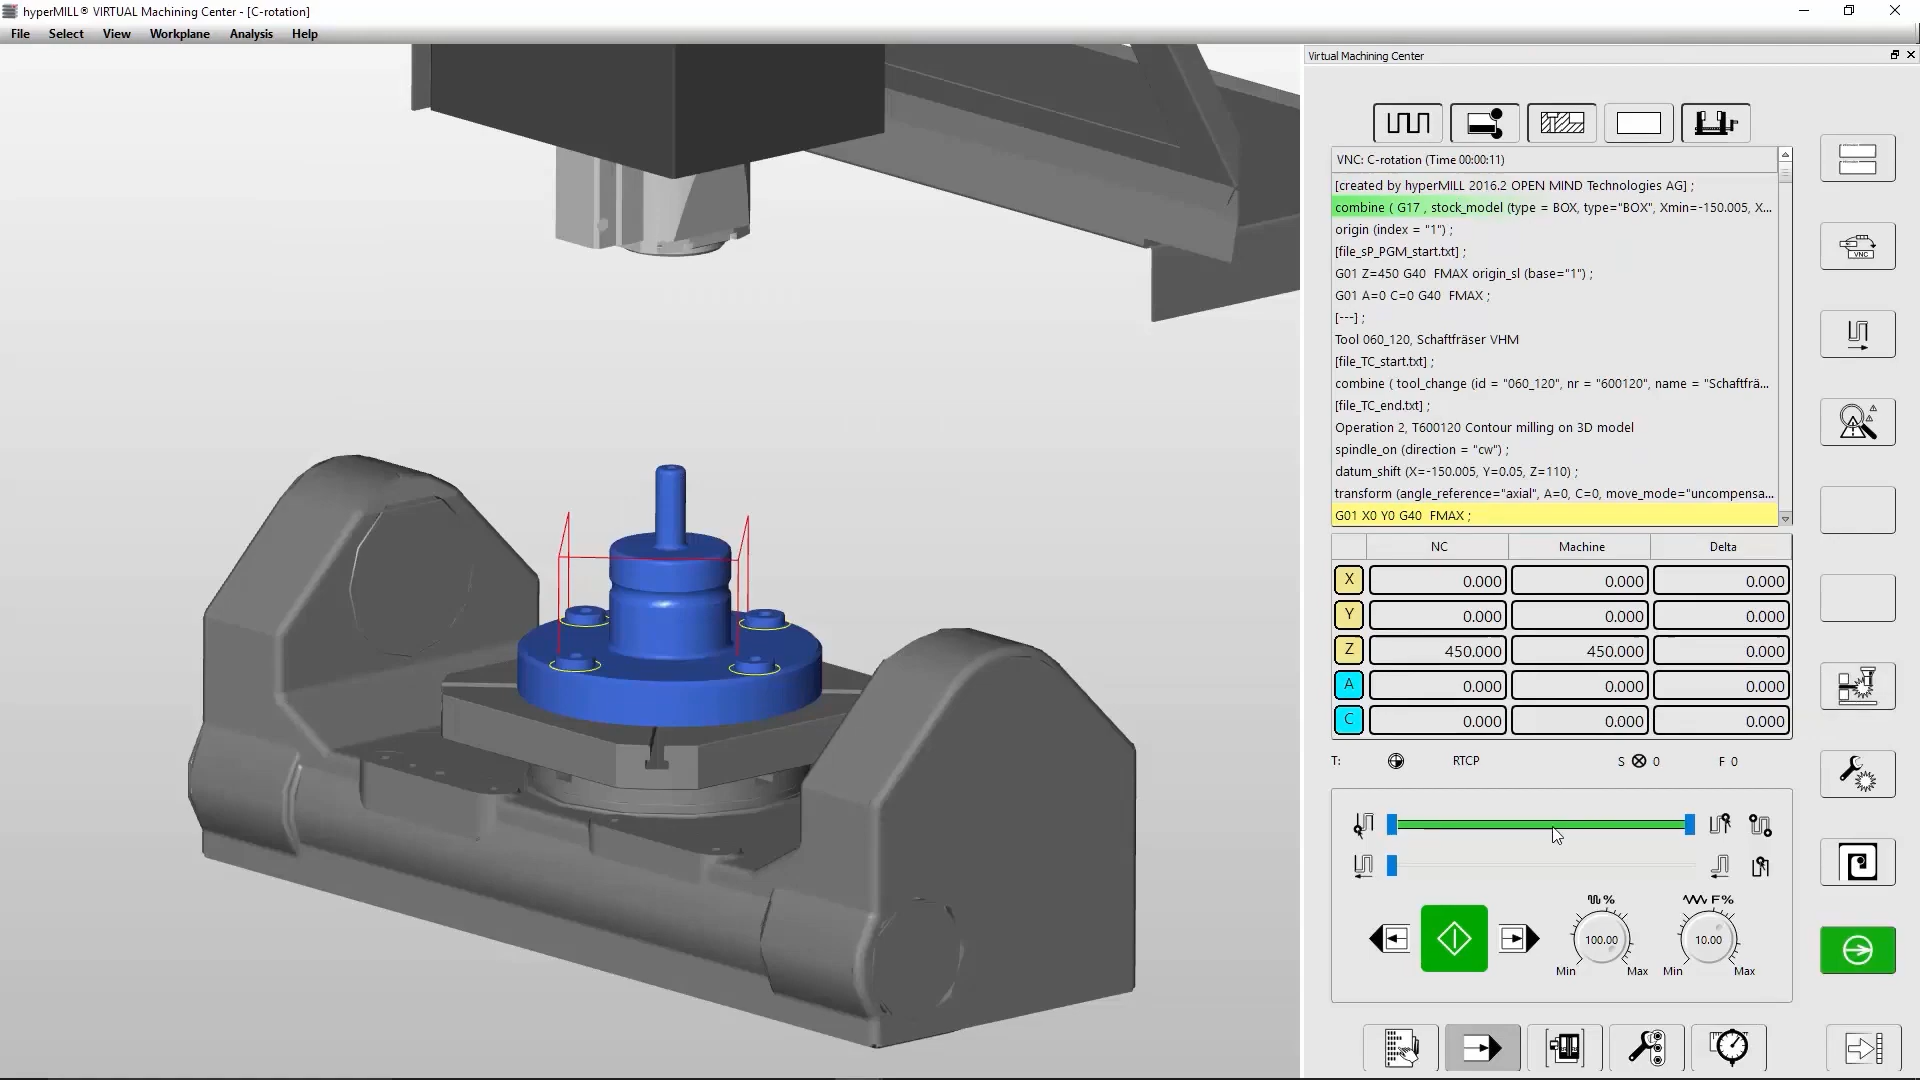 hyperMILL® VIRTUAL Machining Center - [C-rotation]
File Select View Workplane Analysis Help
Virtual Machining Center
VNC: C-rotation (Time 00:00:11)
[created by hyperMILL 2016.2 OPEN MIND Technologies AG] ;
combine ( G17 , stock_model (type = BOX, type="BOX", Xmin=-150.005, X...
origin (index = "1") ;
[file_sP_PGM_start.txt] ;
G01 Z=450 G40 FMAX origin_sl (base="1") ;
G01 A=0 C=0 G40 FMAX ;
[---] ;
Tool 060_120, Schaftfräser VHM
[file_TC_start.txt] ;
combine ( tool_change (id = "060_120", nr = "600120", name = "Schaftfrä...
[file_TC_end.txt] ;
Operation 2, T600120 Contour milling on 3D model
spindle_on (direction = "cw") ;
datum_shift (X=-150.005, Y=0.05, Z=110) ;
transform (angle_reference="axial", A=0, C=0, move_mode="uncompensa...
G01 X0 Y0 G40 FMAX ;
NC Machine Delta
X 0.000 0.000 0.000
Y 0.000 0.000 0.000
Z 450.000 450.000 0.000
A 0.000 0.000 0.000
C 0.000 0.000 0.000
T: RTCP S 0 F 0
% F%
100.00 10.00
Min Max Min Max
VNC